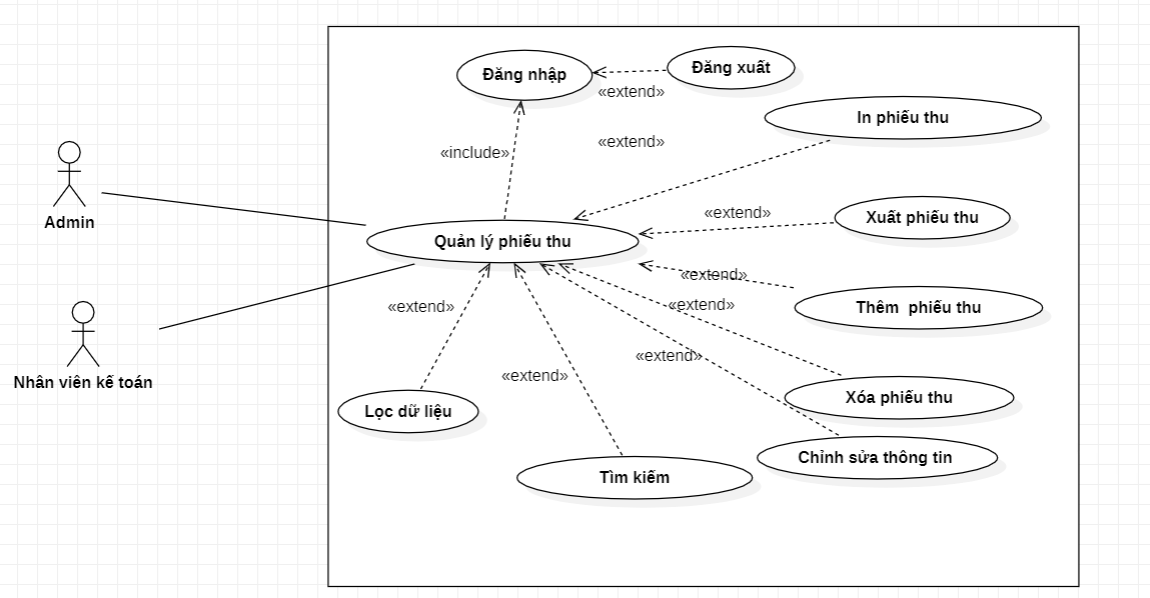 Đăng nhập
Đăng xuất
«extend»
In phiếu thu
«extend»
«include»
Admin
Xuất phiếu thu
«extend»
Quản lý phiếu thu
«extend»
Thêm  phiếu thu
«extend»
«extend»
«extend»
Nhân viên kế toán
«extend»
Xóa phiếu thu
Lọc dữ liệu
Chỉnh sửa thông tin
Tìm kiếm